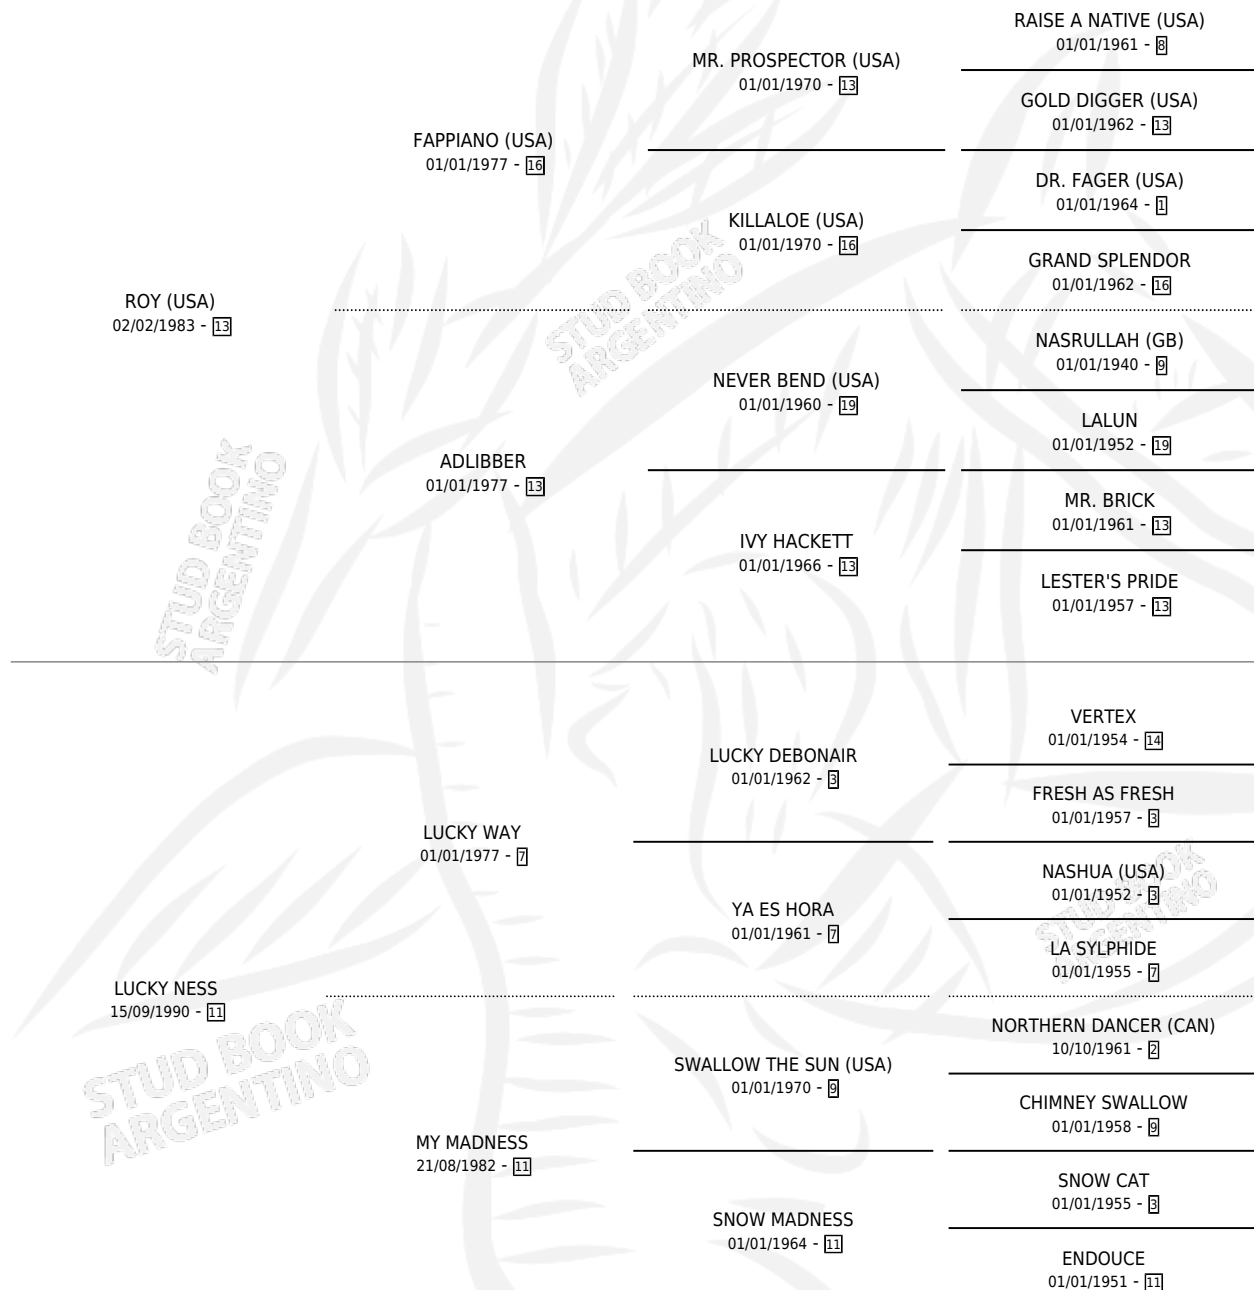 RAISE A NATIVE (USA)
01/01/1961 - 8
MR. PROSPECTOR (USA)
01/01/1970 - 13
GOLD DIGGER (USA)
01/01/1962 - 13
FAPPIANO (USA)
01/01/1977 - 16
DR. FAGER (USA)
01/01/1964 - 1
KILLALOE (USA)
01/01/1970 - 16
GRAND SPLENDOR
01/01/1962 - 16
ROY (USA)
02/02/1983 - 13
STUD BOOK
ARGENTINO
NASRULLAH (GB)
01/01/1940 - 9
NEVER BEND (USA)
01/01/1960 - 19
LALUN
01/01/1952 - 19
ADLIBBER
01/01/1977 - 13
MR. BRICK
01/01/1961 - 13
IVY HACKETT
01/01/1966 - 13
LESTER'S PRIDE
01/01/1957 - 13
STUD BOOK
ARGENTINO
VERTEX
01/01/1954 - 14
LUCKY DEBONAIR
01/01/1962 - 3
FRESH AS FRESH
01/01/1957 - 3
LUCKY WAY
01/01/1977 - 7
NASHUA (USA)
01/01/1952 - 3
YA ES HORA
01/01/1961 - 7
STUD BOOK
ARGENTINO
LA SYLPHIDE
01/01/1955 - 7
LUCKY NESS
15/09/1990 - 11
NORTHERN DANCER (CAN)
10/10/1961 - 2
SWALLOW THE SUN (USA)
01/01/1970 - 9
CHIMNEY SWALLOW
01/01/1958 - 9
STUD BOOK
ARGENTINO
MY MADNESS
21/08/1982 - 11
SNOW CAT
01/01/1955 - 3
SNOW MADNESS
01/01/1964 - 11
ENDOUCE
01/01/1951 - 11